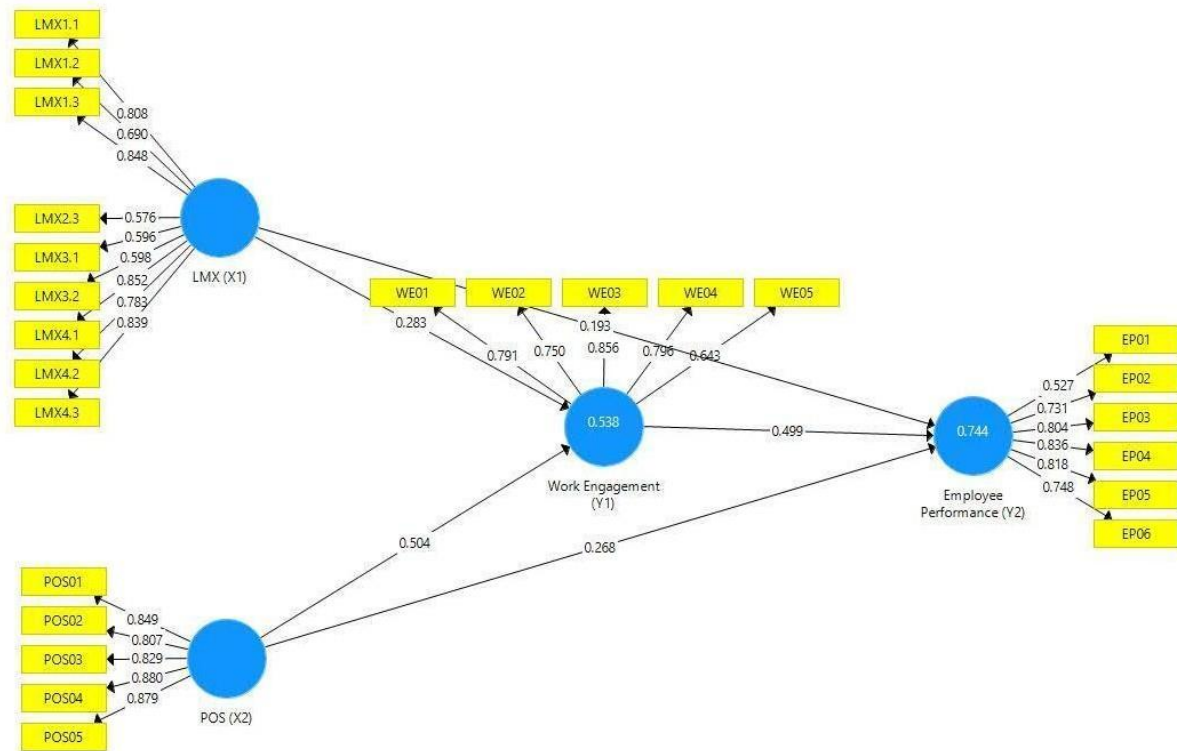 LMX1.1
LMX1.2
LMX1.3
0.808
0.690
0.848
LMX2.3
LMX3.1
LMX3.2
LMX4.1
LMX4.2
LMX4.3
0.576
0.596
0.598
0.852
0.783
0.839
LMX (X1)
0.283
0.193
WE01
WE02
WE03
WE04
WE05
0.791
0.750
0.856
0.796
0.643
0.538
Work Engagement
(Y1)
0.499
0.744
Employee
Performance (Y2)
0.527
0.731
0.804
0.836
0.818
0.748
EP01
EP02
EP03
EP04
EP05
EP06
0.504
0.268
POS01
POS02
POS03
POS04
POS05
0.849
0.807
0.829
0.880
0.879
POS (X2)